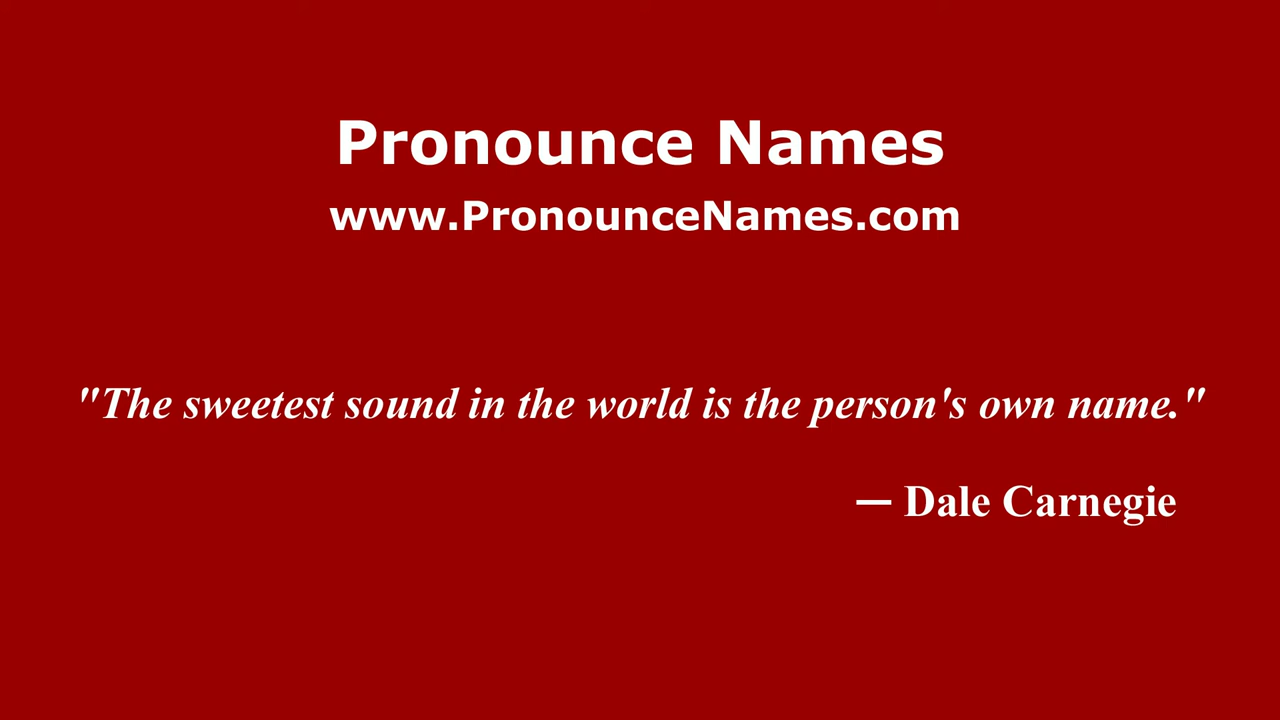 Pronounce Names
www.PronounceNames.com
"The sweetest sound in the world is the person's own name."
— Dale Carnegie